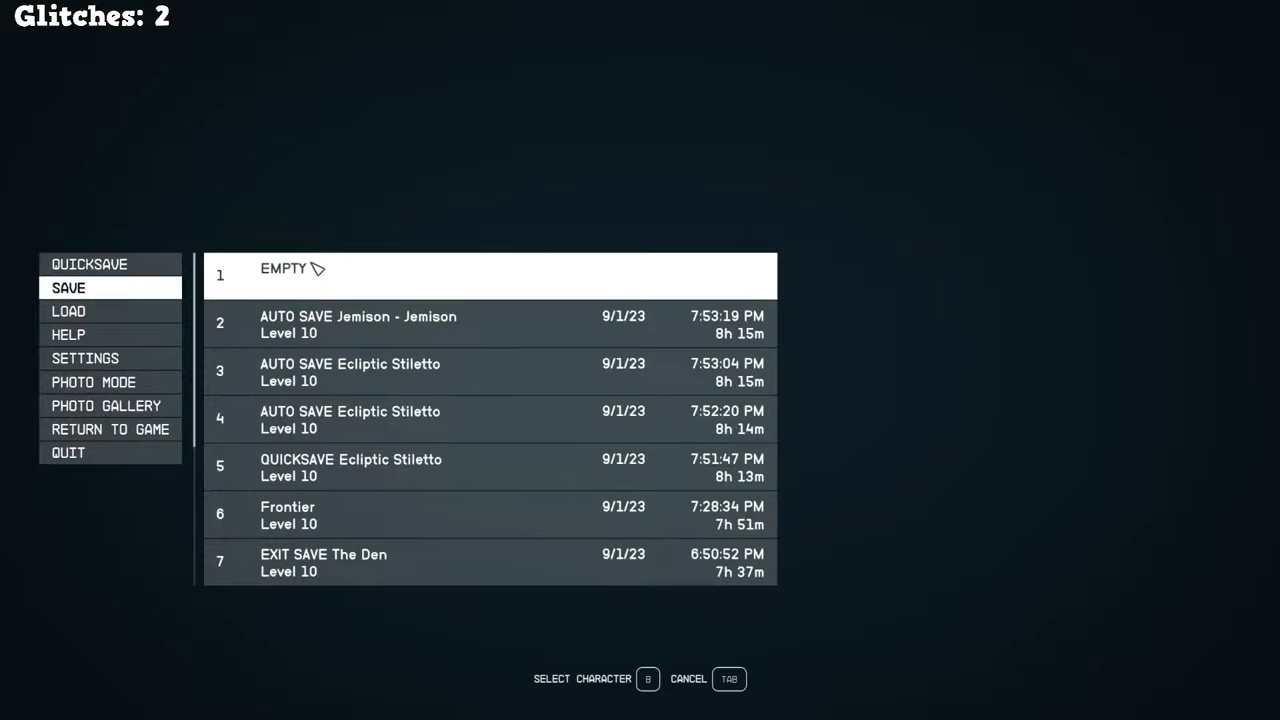 Glitches: 2
QUICKSAVE
SAVE
LOAD
HELP
SETTINGS
PHOTO MODE
PHOTO GALLERY
RETURN TO GAME
QUIT
1 EMPTY
2 AUTO SAVE Jemison - Jemison 9/1/23 7:53:19 PM
Level 10 8h 15m
3 AUTO SAVE Ecliptic Stiletto 9/1/23 7:53:04 PM
Level 10 8h 15m
4 AUTO SAVE Ecliptic Stiletto 9/1/23 7:52:20 PM
Level 10 8h 14m
5 QUICKSAVE Ecliptic Stiletto 9/1/23 7:51:47 PM
Level 10 8h 13m
6 Frontier 9/1/23 7:28:34 PM
Level 10 7h 51m
7 EXIT SAVE The Den 9/1/23 6:50:52 PM
Level 10 7h 37m
SELECT CHARACTER B CANCEL TAB